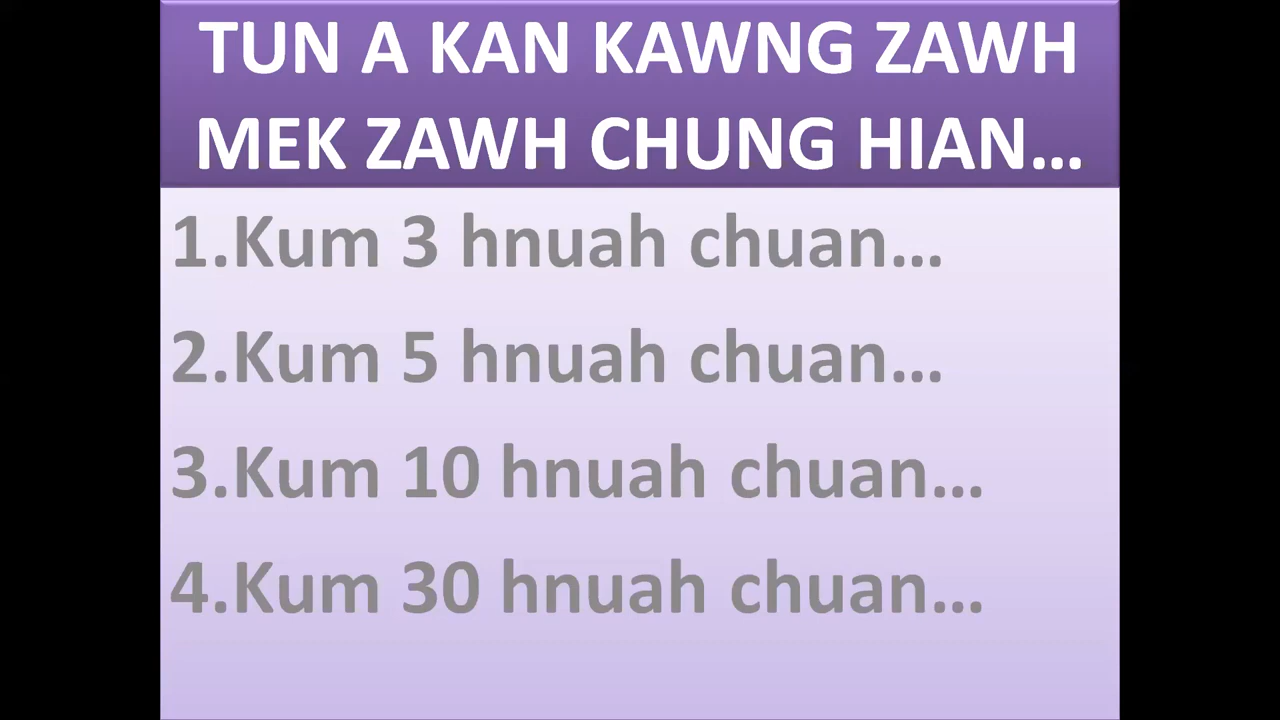 TUN A KAN KAWNG ZAWH
MEK ZAWH CHUNG HIAN...
1.Kum 3 hnuah chuan...
2.Kum 5 hnuah chuan...
3.Kum 10 hnuah chuan...
4.Kum 30 hnuah chuan...